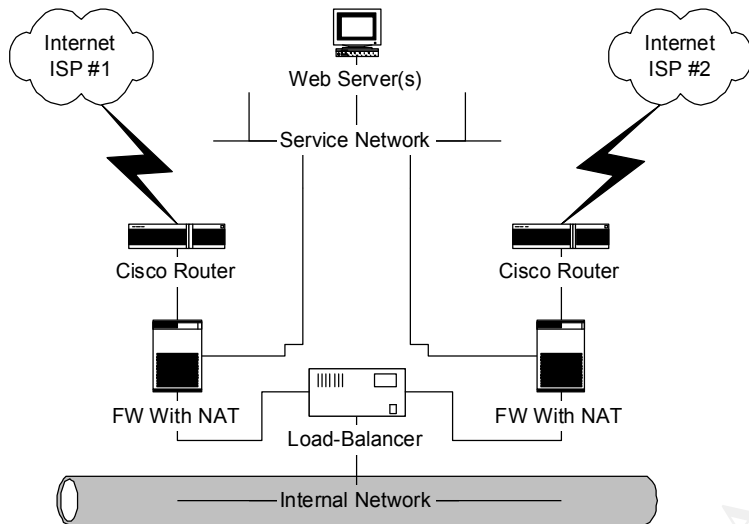 Internet
ISP #1
Internet
ISP #2
Web Server(s)
Service Network
Cisco Router
Cisco Router
FW With NAT
FW With NAT
Load-Balancer
Internal Network